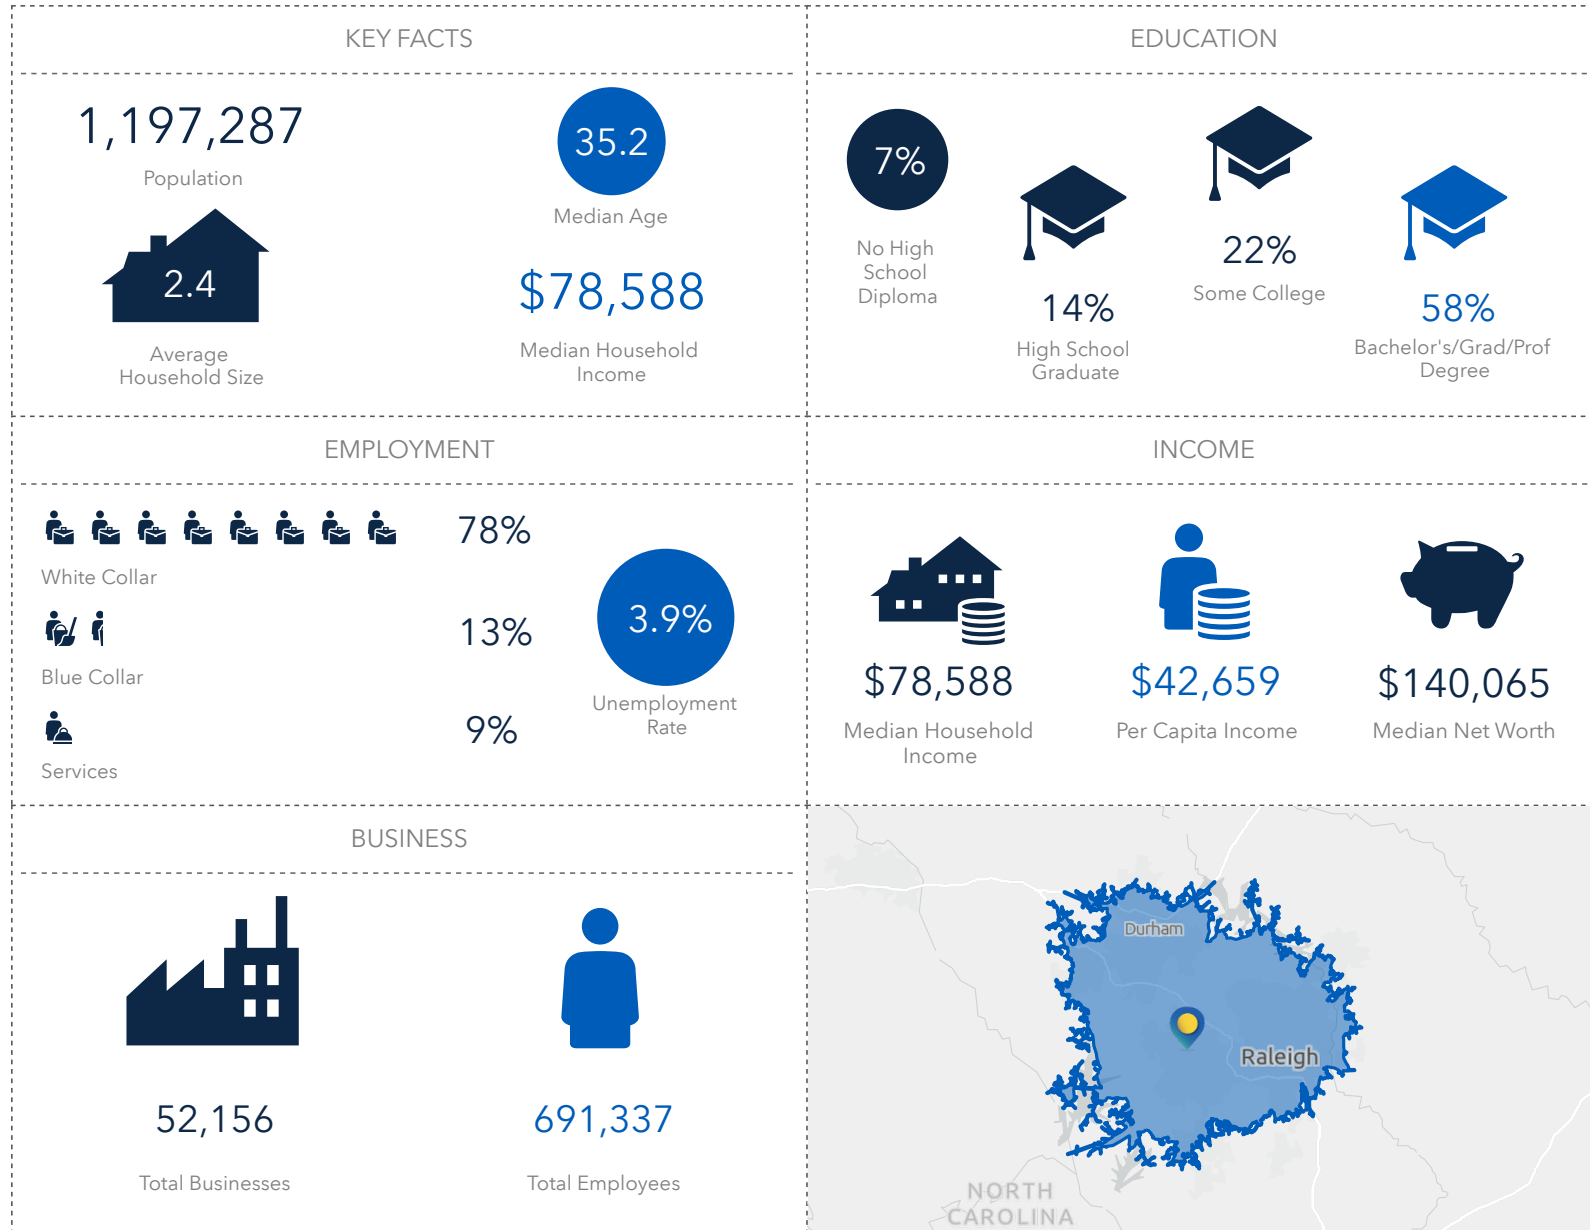 KEY FACTS
1,197,287
Population
35.2
Median Age
2.4
Average
Household Size
$78,588
Median Household
Income
EDUCATION
7%
No High
School
Diploma
14%
High School
Graduate
22%
Some College
58%
Bachelor's/Grad/Prof
Degree
EMPLOYMENT
78%
White Collar
13%
Blue Collar
9%
Services
3.9%
Unemployment
Rate
INCOME
$78,588
Median Household
Income
$42,659
Per Capita Income
$140,065
Median Net Worth
BUSINESS
52,156
Total Businesses
691,337
Total Employees
Durham
Raleigh
NORTH
CAROLINA